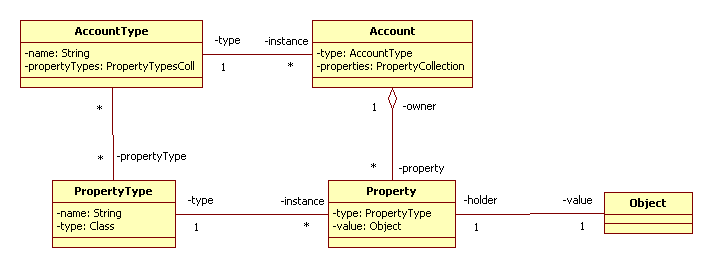 AccountType
-name: String
-propertyTypes: PropertyTypesColl
-type
1
-instance
*
Account
-type: AccountType
-properties: PropertyCollection
*
*
-propertyType
1
-owner
*
-property
PropertyType
-name: String
-type: Class
-type
1
-instance
*
Property
-type: PropertyType
-value: Object
-holder
1
-value
1
Object